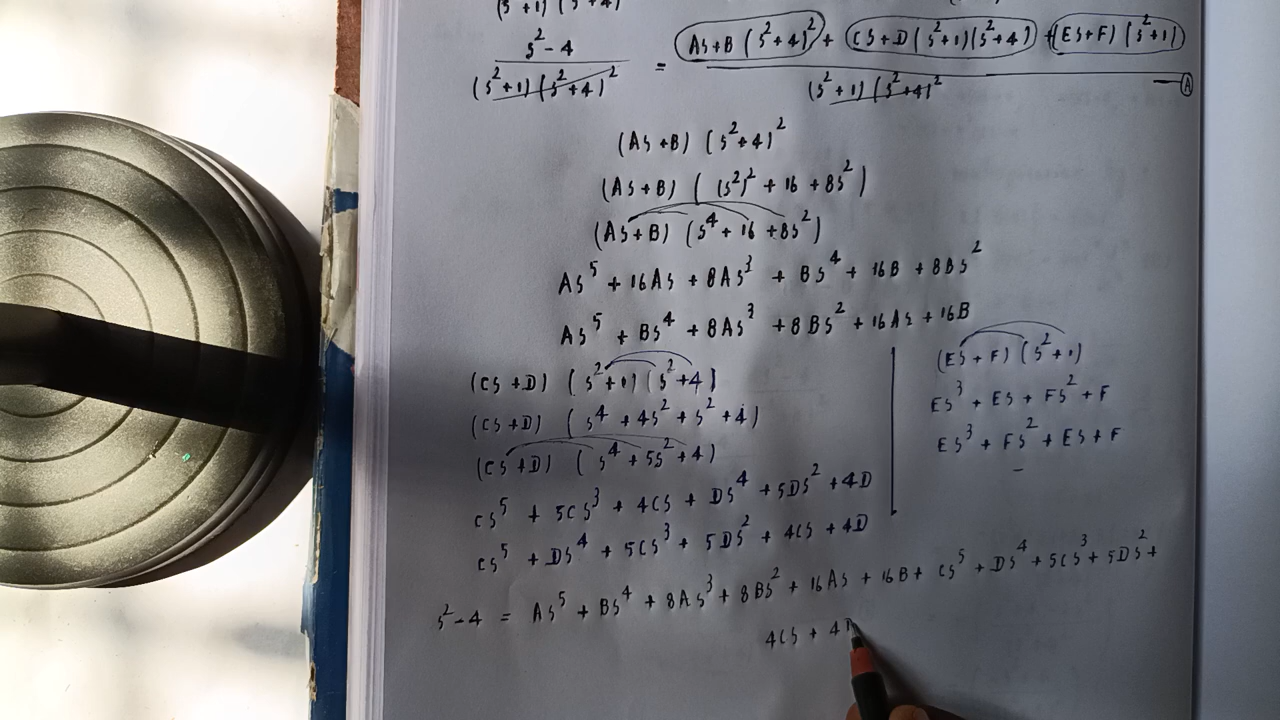 (s²+1) (s²+4)
s²-4 / (s²+1)(s²+4)² = As+B (s²+4)² + (Cs+D(s²+1)(s²+4) + (Es+F)(s²+1) / (s²+1)(s²+4)² — Ⓐ
(As+B) (s²+4)²
(As+B) ((s²)² + 16 + 8s²)
(As+B) (s⁴ + 16 + 8s²)
As⁵ + 16As + 8As³ + Bs⁴ + 16B + 8Bs²
As⁵ + Bs⁴ + 8As³ + 8Bs² + 16As + 16B
(Cs+D) (s²+1) (s²+4)
(Cs+D) (s⁴ + 4s² + s² + 4)
(Cs+D) (s⁴ + 5s² + 4)
Cs⁵ + 5Cs³ + 4Cs + Ds⁴ + 5Ds² + 4D
Cs⁵ + Ds⁴ + 5Cs³ + 5Ds² + 4Cs + 4D
(Es+F) (s²+1)
Es³ + Es + Fs² + F
Es³ + Fs² + Es + F
s²-4 = As⁵ + Bs⁴ + 8As³ + 8Bs² + 16As + 16B + Cs⁵ + Ds⁴ + 5Cs³ + 5Ds² +
4Cs + 4D